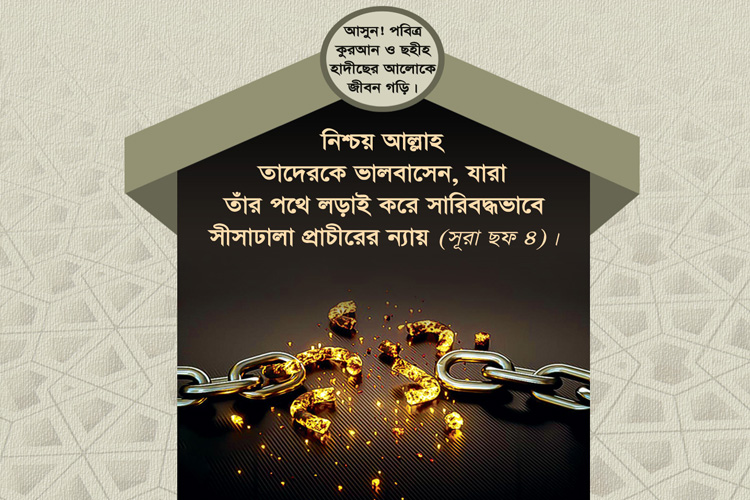 আসুন! পবিত্র
কুরআন ও ছহীহ
হাদীছের আলোকে
জীবন গড়ি।
নিশ্চয় আল্লাহ
তাদেরকে ভালবাসেন, যারা
তাঁর পথে লড়াই করে সারিবদ্ধভাবে
সীসাঢালা প্রাচীরের ন্যায় (সূরা ছফ ৪)।